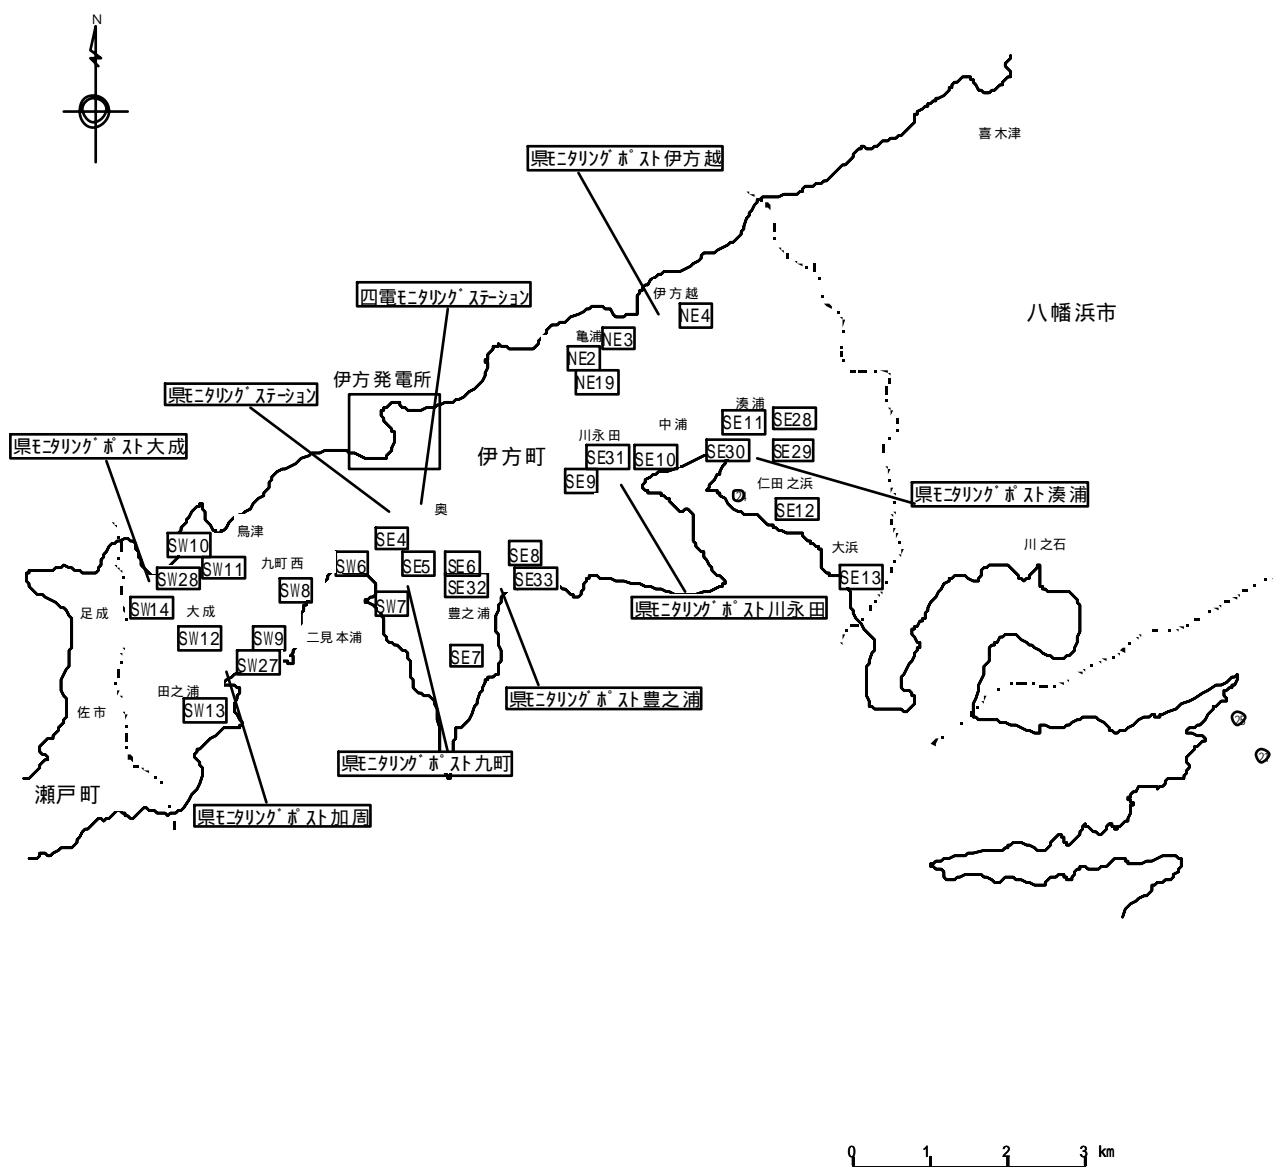 N
喜木津
県モニタリングポスト伊方越
四電モニタリングステーション
伊方越
NE4
八幡浜市
亀浦
NE3
NE2
NE19
伊方発電所
県モニタリングステーション
湊浦
SE11
SE28
中浦
川永田
県モニタリングポスト大成
伊方町
SE31
SE10
SE30
SE29
SE9
仁田之浜
県モニタリングポスト湊浦
奥
SE12
鳥津
SE4
大浜
川之石
SW10
九町西
SW6
SE5
SE6
SE8
SW11
SW28
SW8
SE32
SE33
SE13
足成
SW14
大成
SW7
豊之浦
県モニタリングポスト川永田
SW12
SW9
二見本浦
SW27
SE7
田之浦
佐市
SW13
県モニタリングポスト豊之浦
県モニタリングポスト九町
瀬戸町
県モニタリングポスト加周
0 1 2 3 km